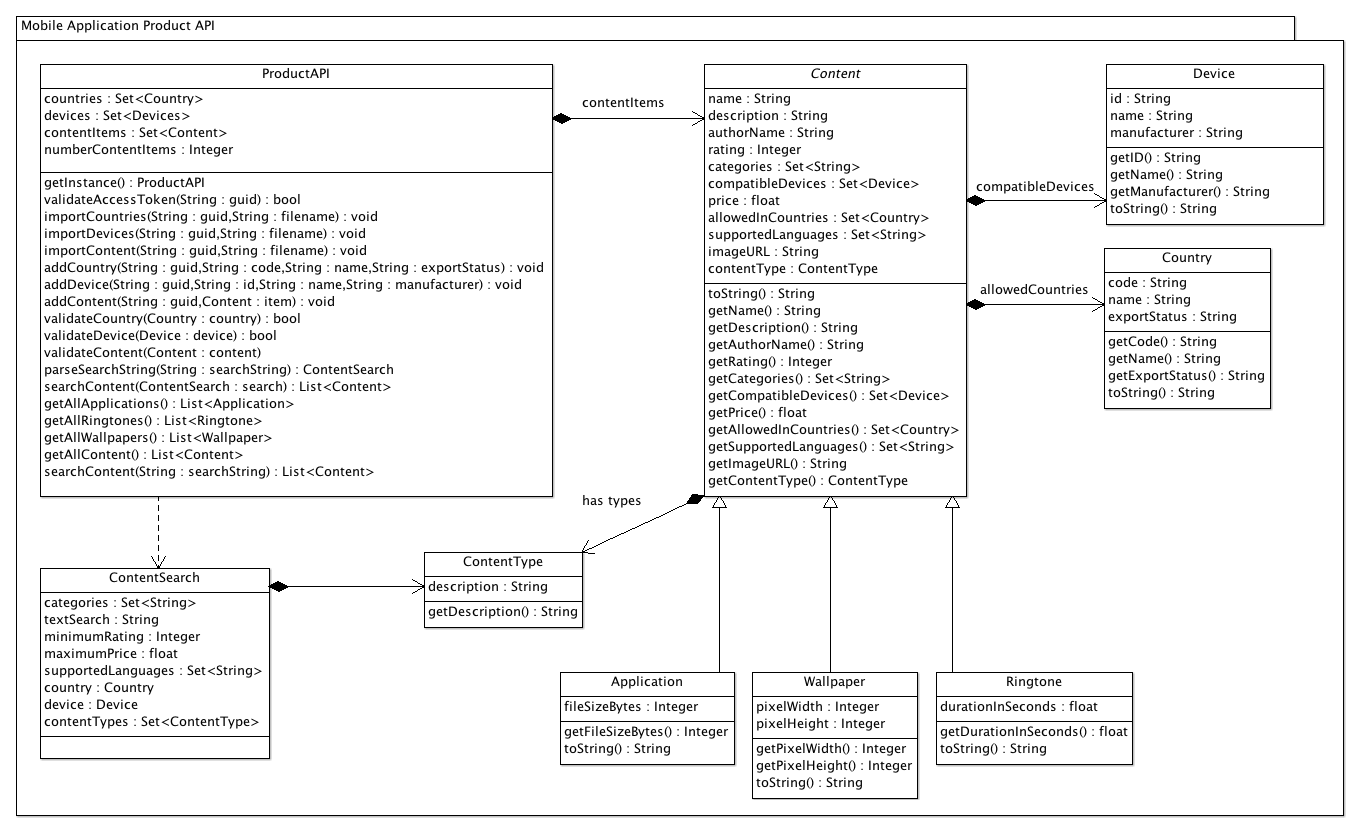 Mobile Application Product API
ProductAPI
countries : Set<Country>
devices : Set<Devices>
contentItems : Set<Content>
numberContentItems : Integer
getInstance() : ProductAPI
validateAccessToken(String : guid) : bool
importCountries(String : guid,String : filename) : void
importDevices(String : guid,String : filename) : void
importContent(String : guid,String : filename) : void
addCountry(String : guid,String : code,String : name,String : exportStatus) : void
addDevice(String : guid,String : id,String : name,String : manufacturer) : void
addContent(String : guid,Content : item) : void
validateCountry(Country : country) : bool
validateDevice(Device : device) : bool
validateContent(Content : content)
parseSearchString(String : searchString) : ContentSearch
searchContent(ContentSearch : search) : List<Content>
getAllApplications() : List<Application>
getAllRingtones() : List<Ringtone>
getAllWallpapers() : List<Wallpaper>
getAllContent() : List<Content>
searchContent(String : searchString) : List<Content>
contentItems
Content
name : String
description : String
authorName : String
rating : Integer
categories : Set<String>
compatibleDevices : Set<Device>
price : float
allowedInCountries : Set<Country>
supportedLanguages : Set<String>
imageURL : String
contentType : ContentType
toString() : String
getName() : String
getDescription() : String
getAuthorName() : String
getRating() : Integer
getCategories() : Set<String>
getCompatibleDevices() : Set<Device>
getPrice() : float
getAllowedInCountries() : Set<Country>
getSupportedLanguages() : Set<String>
getImageURL() : String
getContentType() : ContentType
compatibleDevices
Device
id : String
name : String
manufacturer : String
getID() : String
getName() : String
getManufacturer() : String
toString() : String
allowedCountries
Country
code : String
name : String
exportStatus : String
getCode() : String
getName() : String
getExportStatus() : String
toString() : String
has types
ContentSearch
categories : Set<String>
textSearch : String
minimumRating : Integer
maximumPrice : float
supportedLanguages : Set<String>
country : Country
device : Device
contentTypes : Set<ContentType>
ContentType
description : String
getDescription() : String
Application
fileSizeBytes : Integer
getFileSizeBytes() : Integer
toString() : String
Wallpaper
pixelWidth : Integer
pixelHeight : Integer
getPixelWidth() : Integer
getPixelHeight() : Integer
toString() : String
Ringtone
durationInSeconds : float
getDurationInSeconds() : float
toString() : String